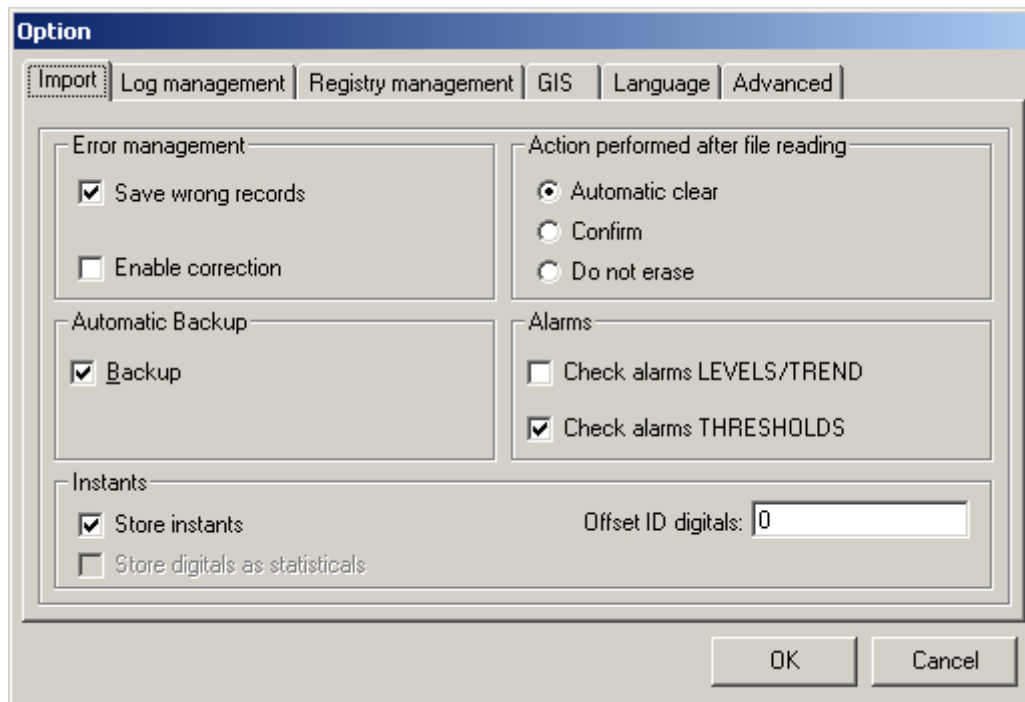 Option
Import
Log management
Registry management
GIS
Language
Advanced
Error management
Save wrong records
Enable correction
Action performed after file reading
Automatic clear
Confirm
Do not erase
Automatic Backup
Backup
Alarms
Check alarms LEVELS/TREND
Check alarms THRESHOLDS
Instants
Store instants
Offset ID digitals: 0
Store digitals as statisticals
OK
Cancel